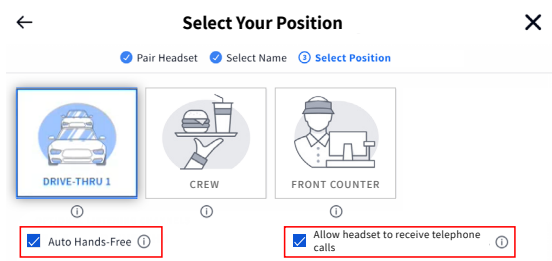 Select Your Position
Pair Headset Select Name 3 Select Position
DRIVE-THRU 1 CREW FRONT COUNTER
Auto Hands-Free Allow headset to receive telephone
calls